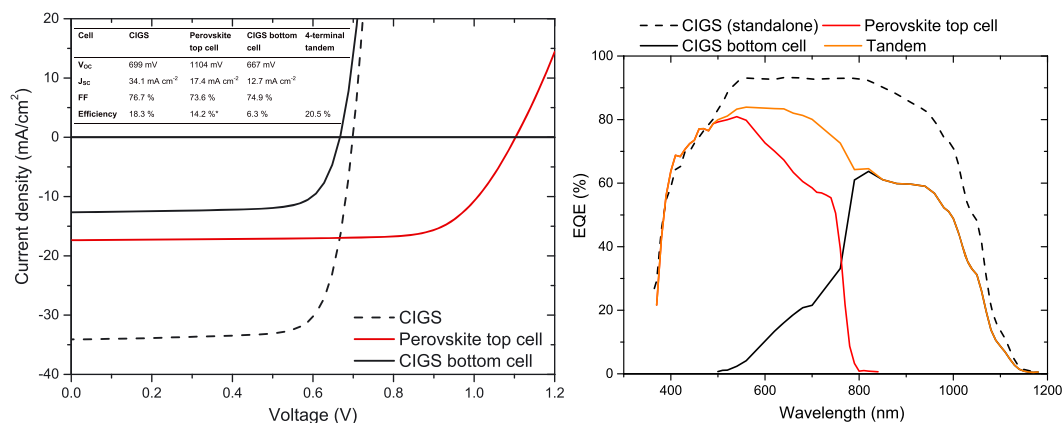 Cell CIGS Perovskite top cell CIGS bottom cell 4-terminal tandem
V_OC 699 mV 1104 mV 667 mV
J_SC 34.1 mA cm⁻² 17.4 mA cm⁻² 12.7 mA cm⁻²
FF 76.7 % 73.6 % 74.9 %
Efficiency 18.3 % 14.2 %* 6.3 % 20.5 %
20
10
0
-10
-20
-30
-40
Current density (mA/cm²)
CIGS
Perovskite top cell
CIGS bottom cell
0.0 0.2 0.4 0.6 0.8 1.0 1.2
Voltage (V)
CIGS (standalone) Perovskite top cell
CIGS bottom cell Tandem
100
80
60
40
20
0
EQE (%)
400 600 800 1000 1200
Wavelength (nm)